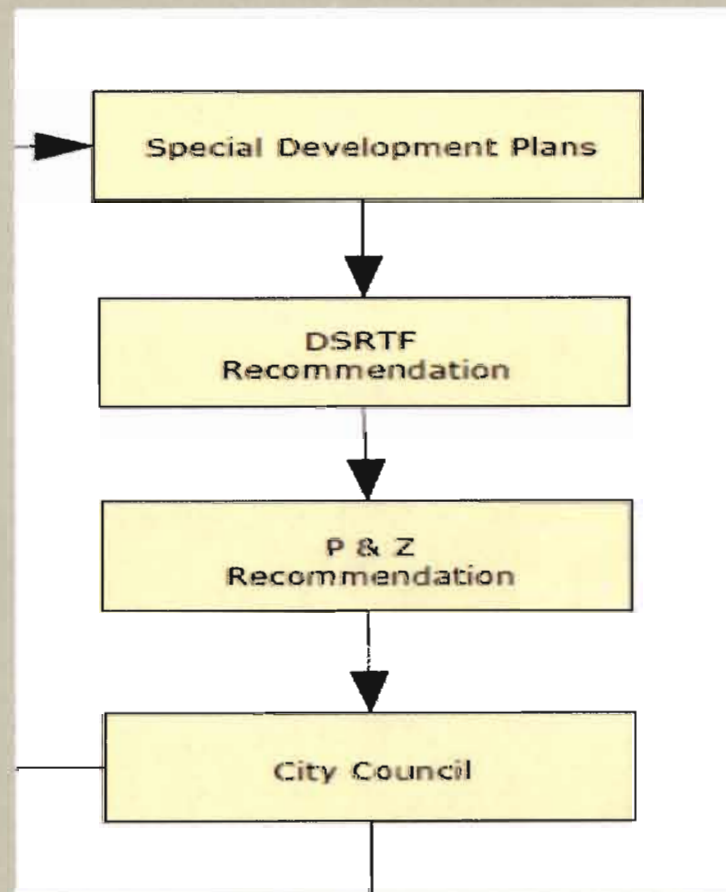 Special Development Plans
DSRTF
Recommendation
P & Z
Recommendation
City Council